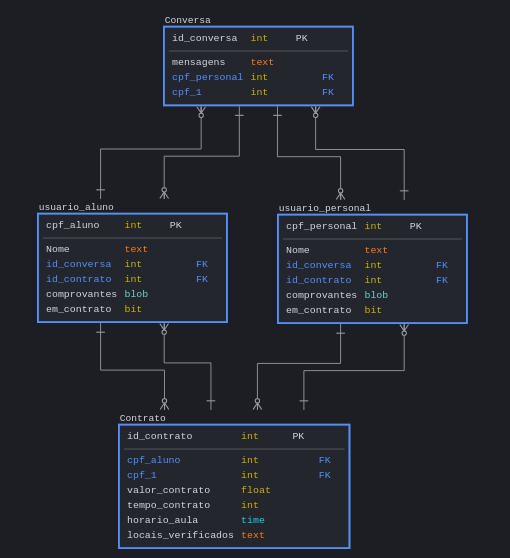 Conversa
id_conversa int PK
mensagens text
cpf_personal int FK
cpf_1 int FK
usuario_aluno
cpf_aluno int PK
Nome text
id_conversa int FK
id_contrato int FK
comprovantes blob
em_contrato bit
usuario_personal
cpf_personal int PK
Nome text
id_conversa int FK
id_contrato int FK
comprovantes blob
em_contrato bit
Contrato
id_contrato int PK
cpf_aluno int FK
cpf_1 int FK
valor_contrato float
tempo_contrato int
horario_aula time
locais_verificados text